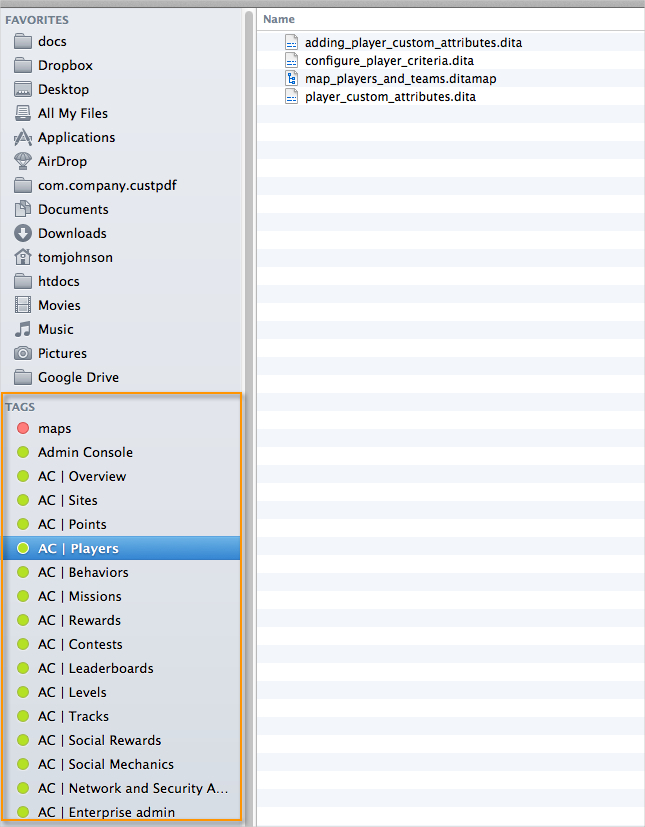 FAVORITES
docs
Dropbox
Desktop
All My Files
Applications
AirDrop
com.company.custpdf
Documents
Downloads
tomjohnson
htdocs
Movies
Music
Pictures
Google Drive
TAGS
maps
Admin Console
AC | Overview
AC | Sites
AC | Points
AC | Players
AC | Behaviors
AC | Missions
AC | Rewards
AC | Contests
AC | Leaderboards
AC | Levels
AC | Tracks
AC | Social Rewards
AC | Social Mechanics
AC | Network and Security A...
AC | Enterprise admin
Name
adding_player_custom_attributes.dita
configure_player_criteria.dita
map_players_and_teams.ditamap
player_custom_attributes.dita